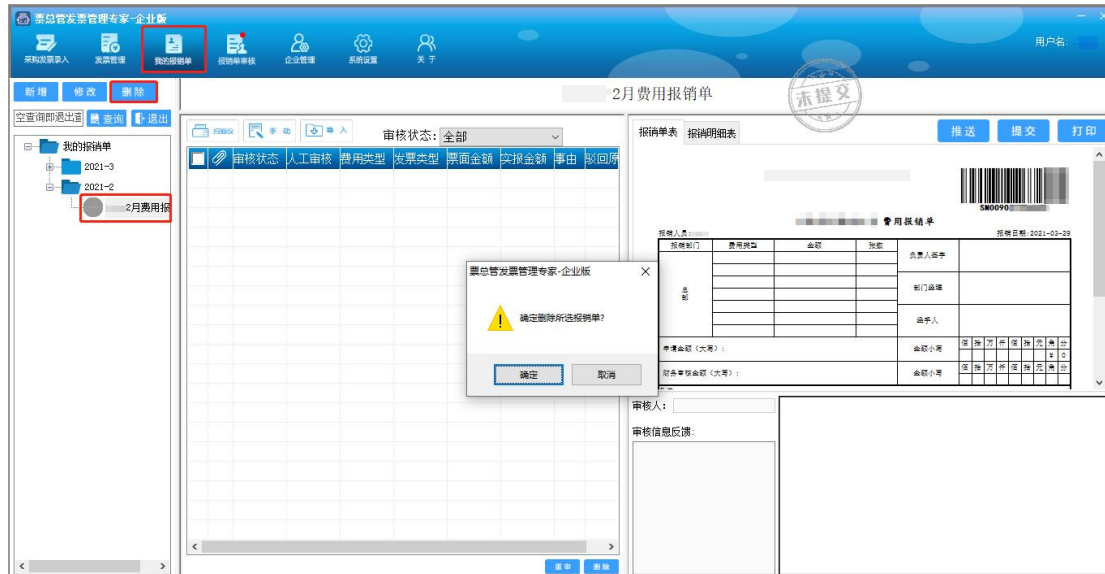 票总管发票管理专家-企业版
采购发票录入 发票管理 我的报销单 报销单审核 企业管理 系统设置 关于
用户名:
新增 修改 删除
2月费用报销单
未提交
空查询即退出查 查询 退出
我的报销单
2021-3
2021-2
2月费用报
扫描仪 手动 导入 审核状态: 全部
审核状态 人工审核 费用类型 发票类型 票面金额 实报金额 事由 驳回原
报销单表 报销明细表 推送 提交 打印
SM0090
费用报销单
报销人员: 报销日期:2021-03-29
报销部门 费用类型 金额 张数 负责人签字
总部
部门经理
经手人
申请金额（大写）: 金额小写 佰 拾 万 仟 佰 拾 元 角 分
¥ 0
财务审核金额（大写）: 金额小写 佰 拾 万 仟 佰 拾 元 角 分
票总管发票管理专家-企业版
确定删除所选报销单?
确定 取消
审核人:
审核信息反馈:
重审 删除